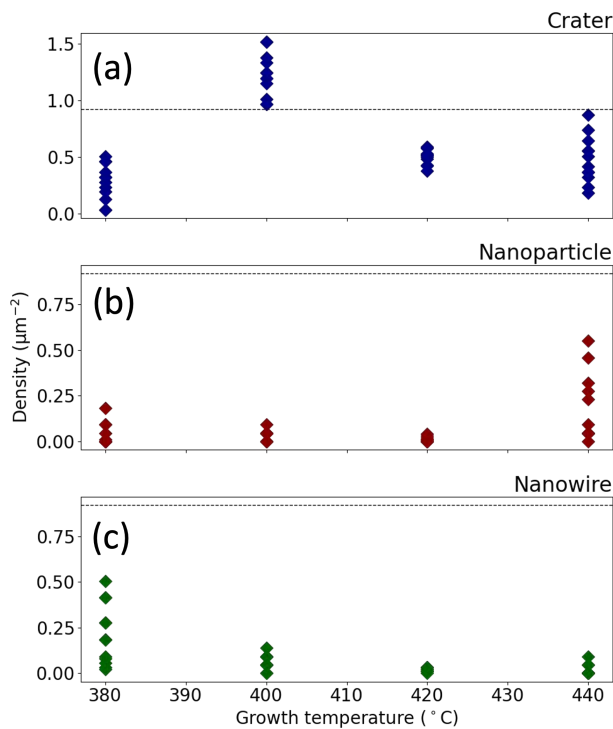 Crater
(a)
1.5
1.0
0.5
0.0
Nanoparticle
(b)
0.75
0.50
0.25
0.00
Density (μm⁻²)
Nanowire
(c)
0.75
0.50
0.25
0.00
380 390 400 410 420 430 440
Growth temperature (°C)